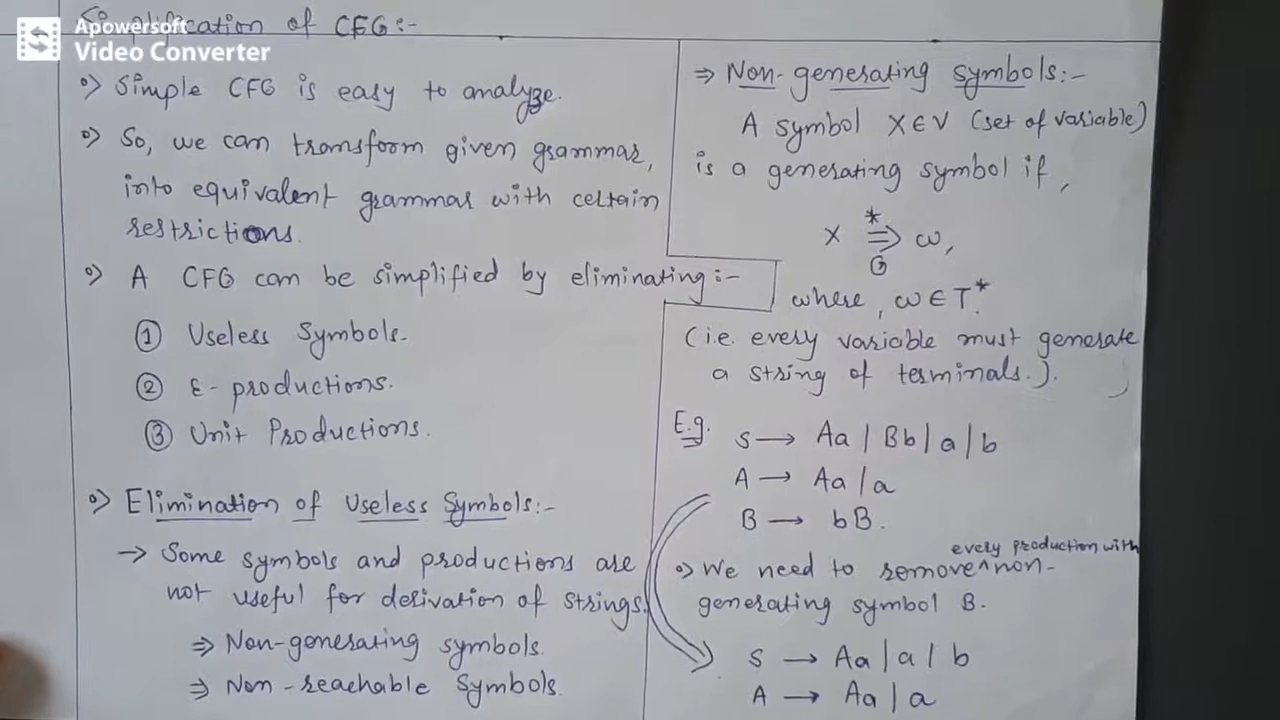 Simplification of CFG:-
Apowersoft
Video Converter
Simple CFG is easy to analyze.
So, we can transform given grammar,
into equivalent grammar with certain
restrictions.
A CFG can be simplified by eliminating:-
① Useless Symbols.
② ε-productions.
③ Unit Productions.
Elimination of Useless Symbols:-
→ Some symbols and productions are
not useful for derivation of strings.
⇒ Non-generating symbols.
⇒ Non-reachable Symbols.
⇒ Non-generating symbols:-
A symbol X∈V (set of variable)
is a generating symbol if,
X ⇒ ω,
*
G
where, ω∈T*.
(i.e. every variable must generate
a string of terminals.).
E.g. S → Aa | Bb | a | b
A → Aa | a
B → bB.
every production with
We need to remove ^ non-
generating symbol B.
S → Aa | a | b
A → Aa | a